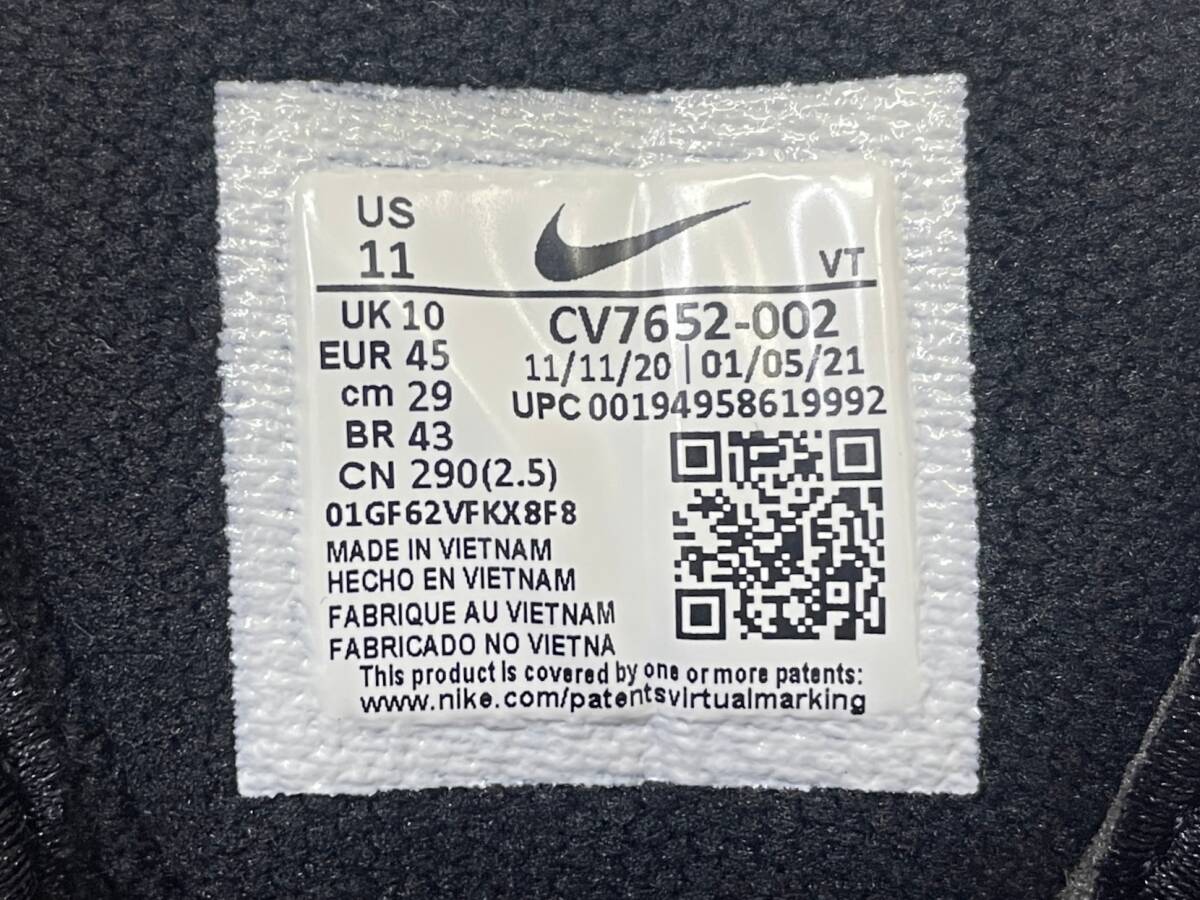 US
11
VT
UK 10
EUR 45
cm 29
BR 43
CN 290(2.5)
CV7652-002
11/11/20 | 01/05/21
UPC 00194958619992
01GF62VFKX8F8
MADE IN VIETNAM
HECHO EN VIETNAM
FABRIQUE AU VIETNAM
FABRICADO NO VIETNA
This product is covered by one or more patents:
www.nike.com/patentsvirtualmarking